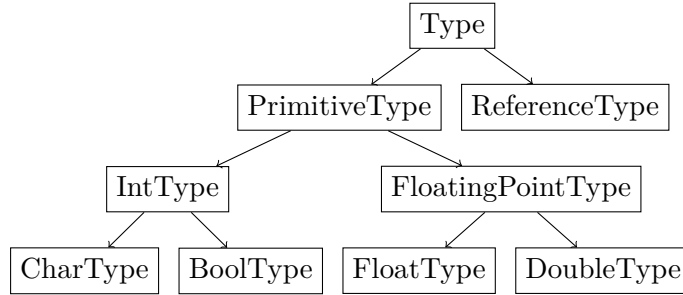 Type
PrimitiveType ReferenceType
IntType FloatingPointType
CharType BoolType FloatType DoubleType